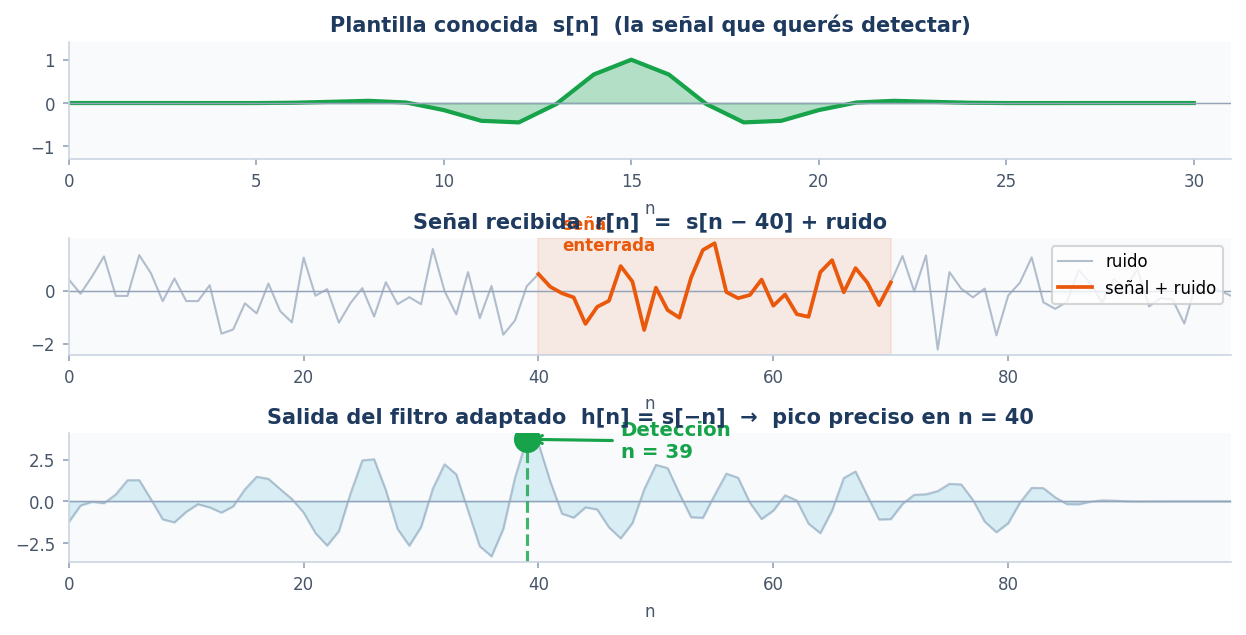 Plantilla conocida  s[n]  (la señal que querés detectar)
1
0
−1
0 5 10 15 20 25 30
n
Señal recibida  r[n]  =  s[n − 40] + ruido
señal
enterrada
ruido
señal + ruido
0
−2
0 20 40 60 80
n
Salida del filtro adaptado  h[n] = s[−n]  →  pico preciso en n = 40
Detección
n = 39
2.5
0.0
−2.5
0 20 40 60 80
n